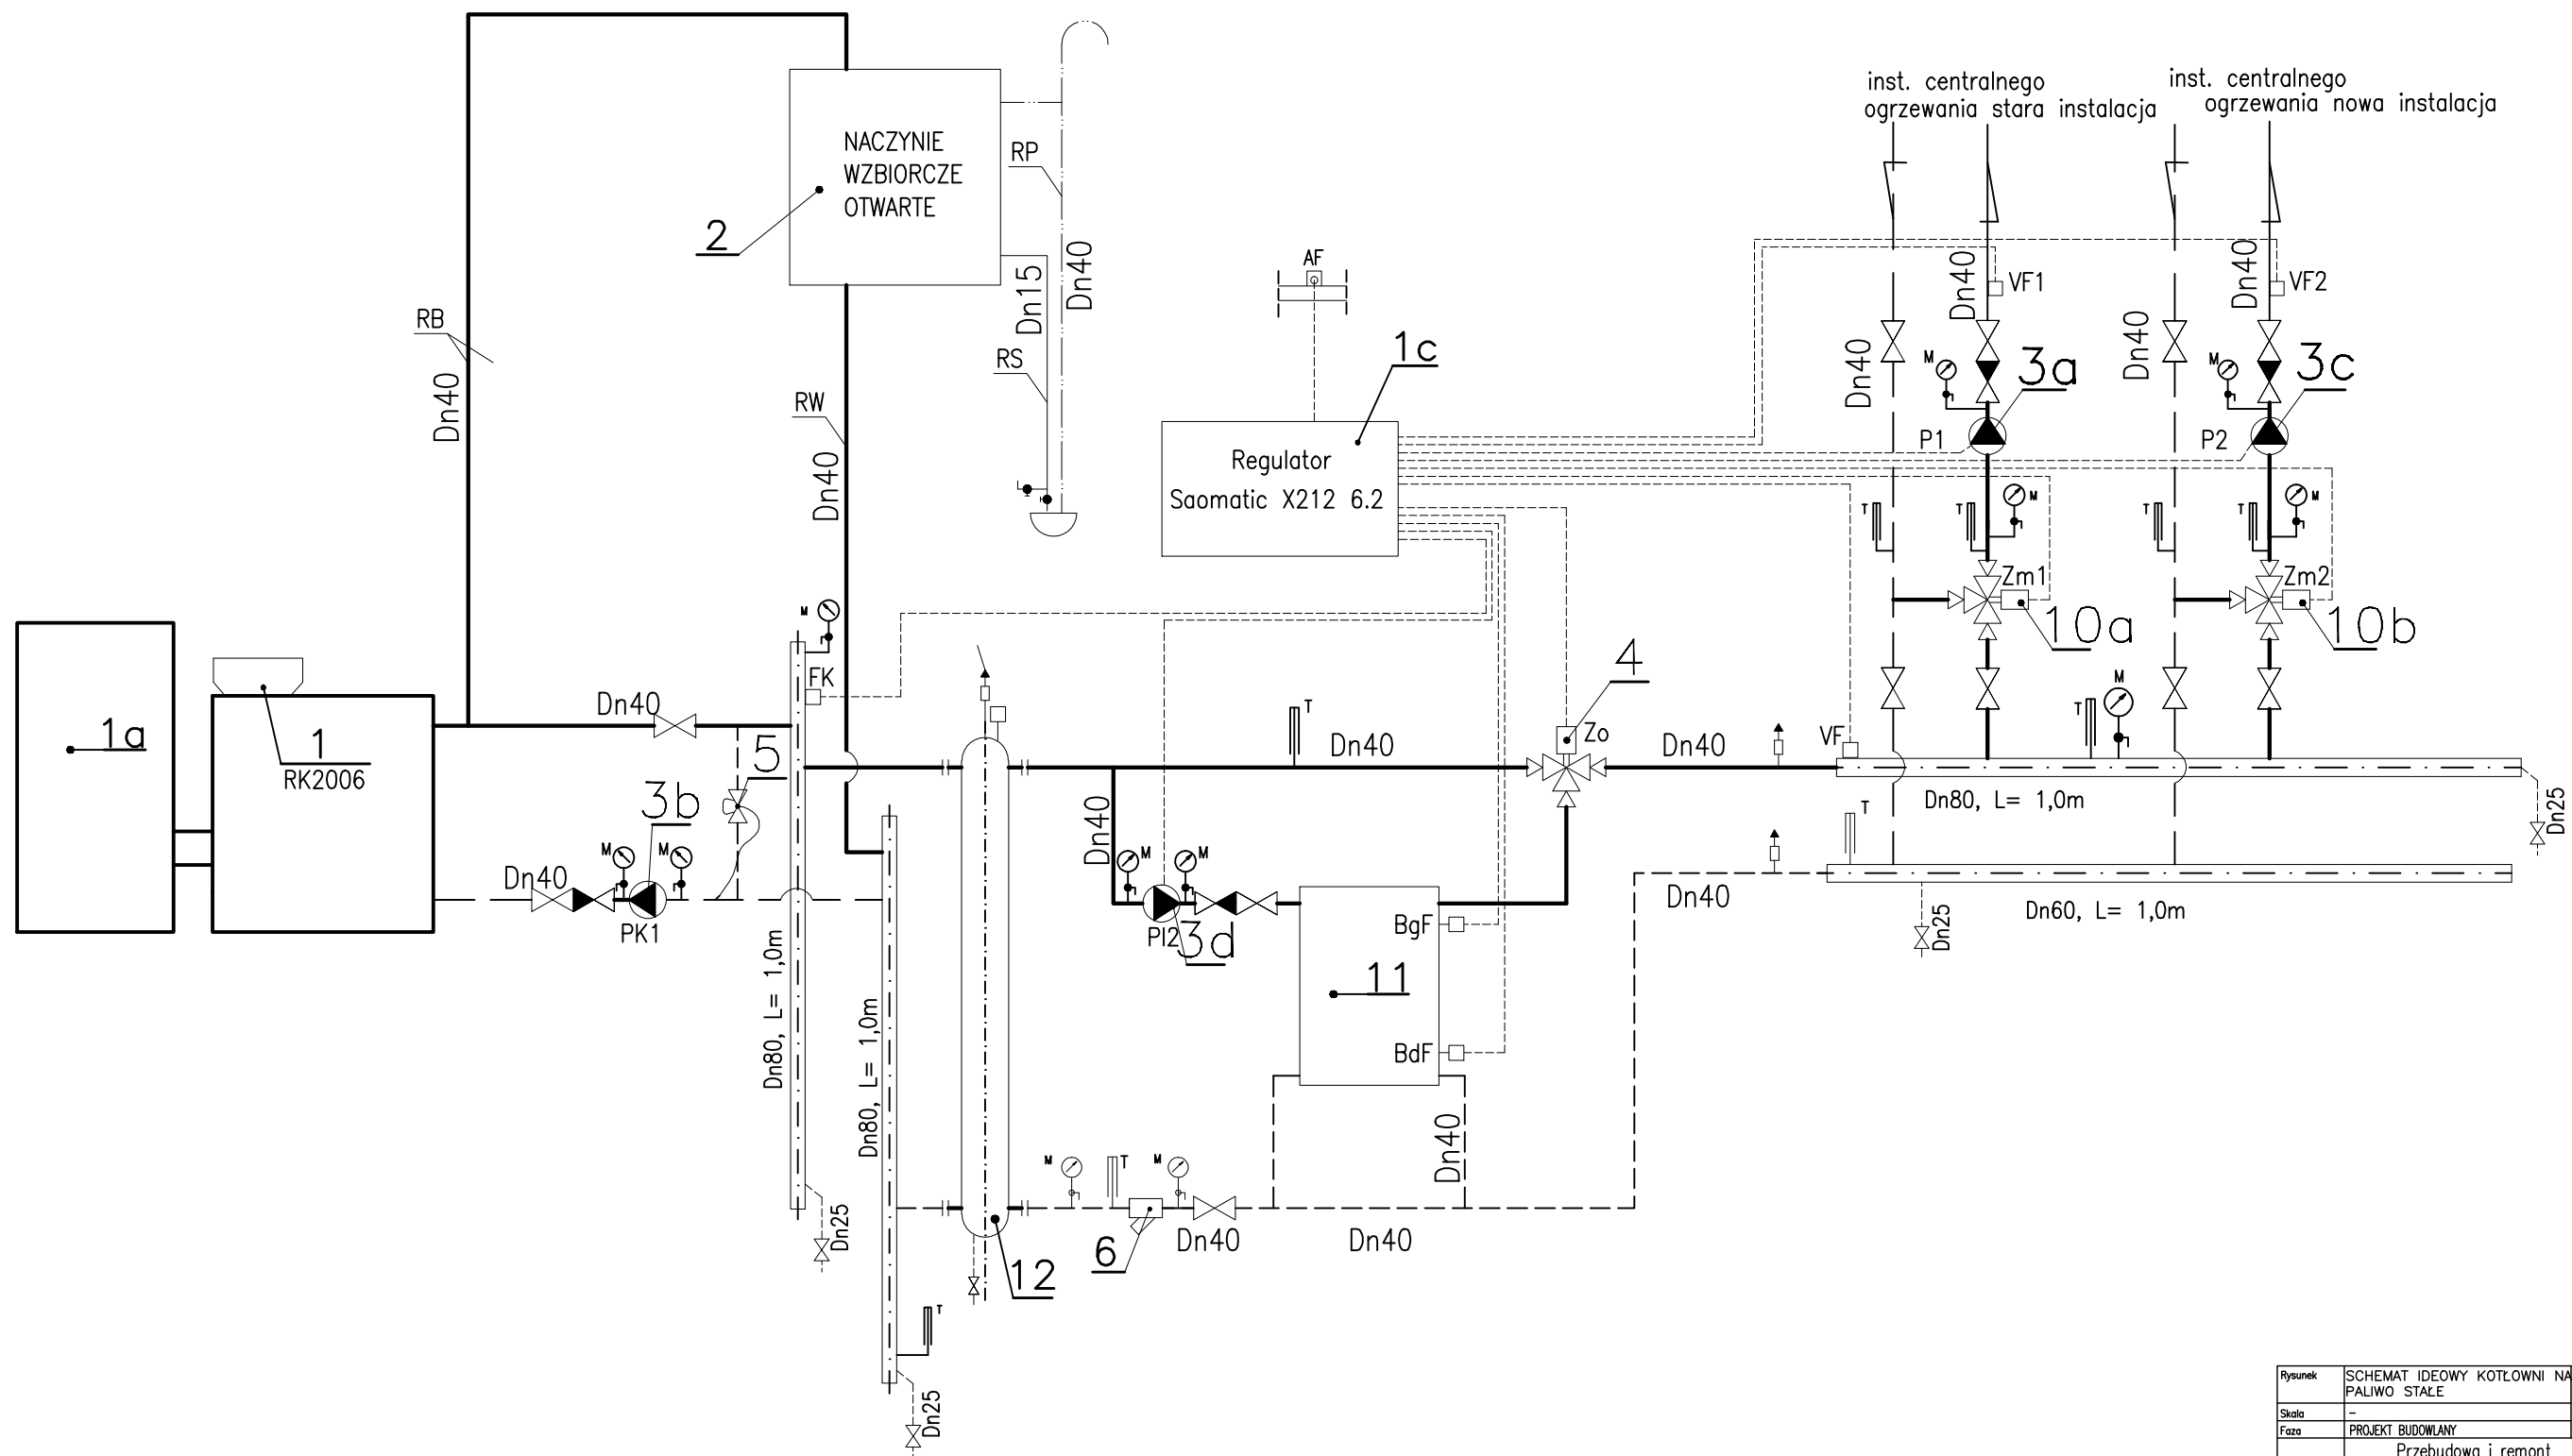 inst. centralnego
ogrzewania stara instalacja
inst. centralnego
ogrzewania nowa instalacja
NACZYNIE
WZBIORCZE
OTWARTE
2
RP
Dn40
Dn15
RS
RB
Dn40
RW
Dn40
AF
1c
Regulator
Saomatic X212 6.2
Dn40
Dn40
VF1
Dn40
Dn40
VF2
M
3a
M
3c
P1
P2
T
T
M
T
T
M
Zm1
Zm2
10a
10b
M
FK
1a
1
RK2006
Dn40
5
3b
M
M
Dn40
PK1
T
Dn40
4
Zo
Dn40
VF
T
M
Dn80, L= 1,0m
Dn25
T
Dn40
Dn60, L= 1,0m
Dn25
Dn40
M
M
PI2
3d
BgF
11
BdF
Dn40
Dn80, L= 1,0m
Dn80, L= 1,0m
M
T
M
6
Dn40
Dn40
12
Dn25
T
Dn25
Rysunek
SCHEMAT IDEOWY KOTŁOWNI NA
PALIWO STAŁE
Skala
–
Faza
PROJEKT BUDOWLANY
Przebudowa i remont